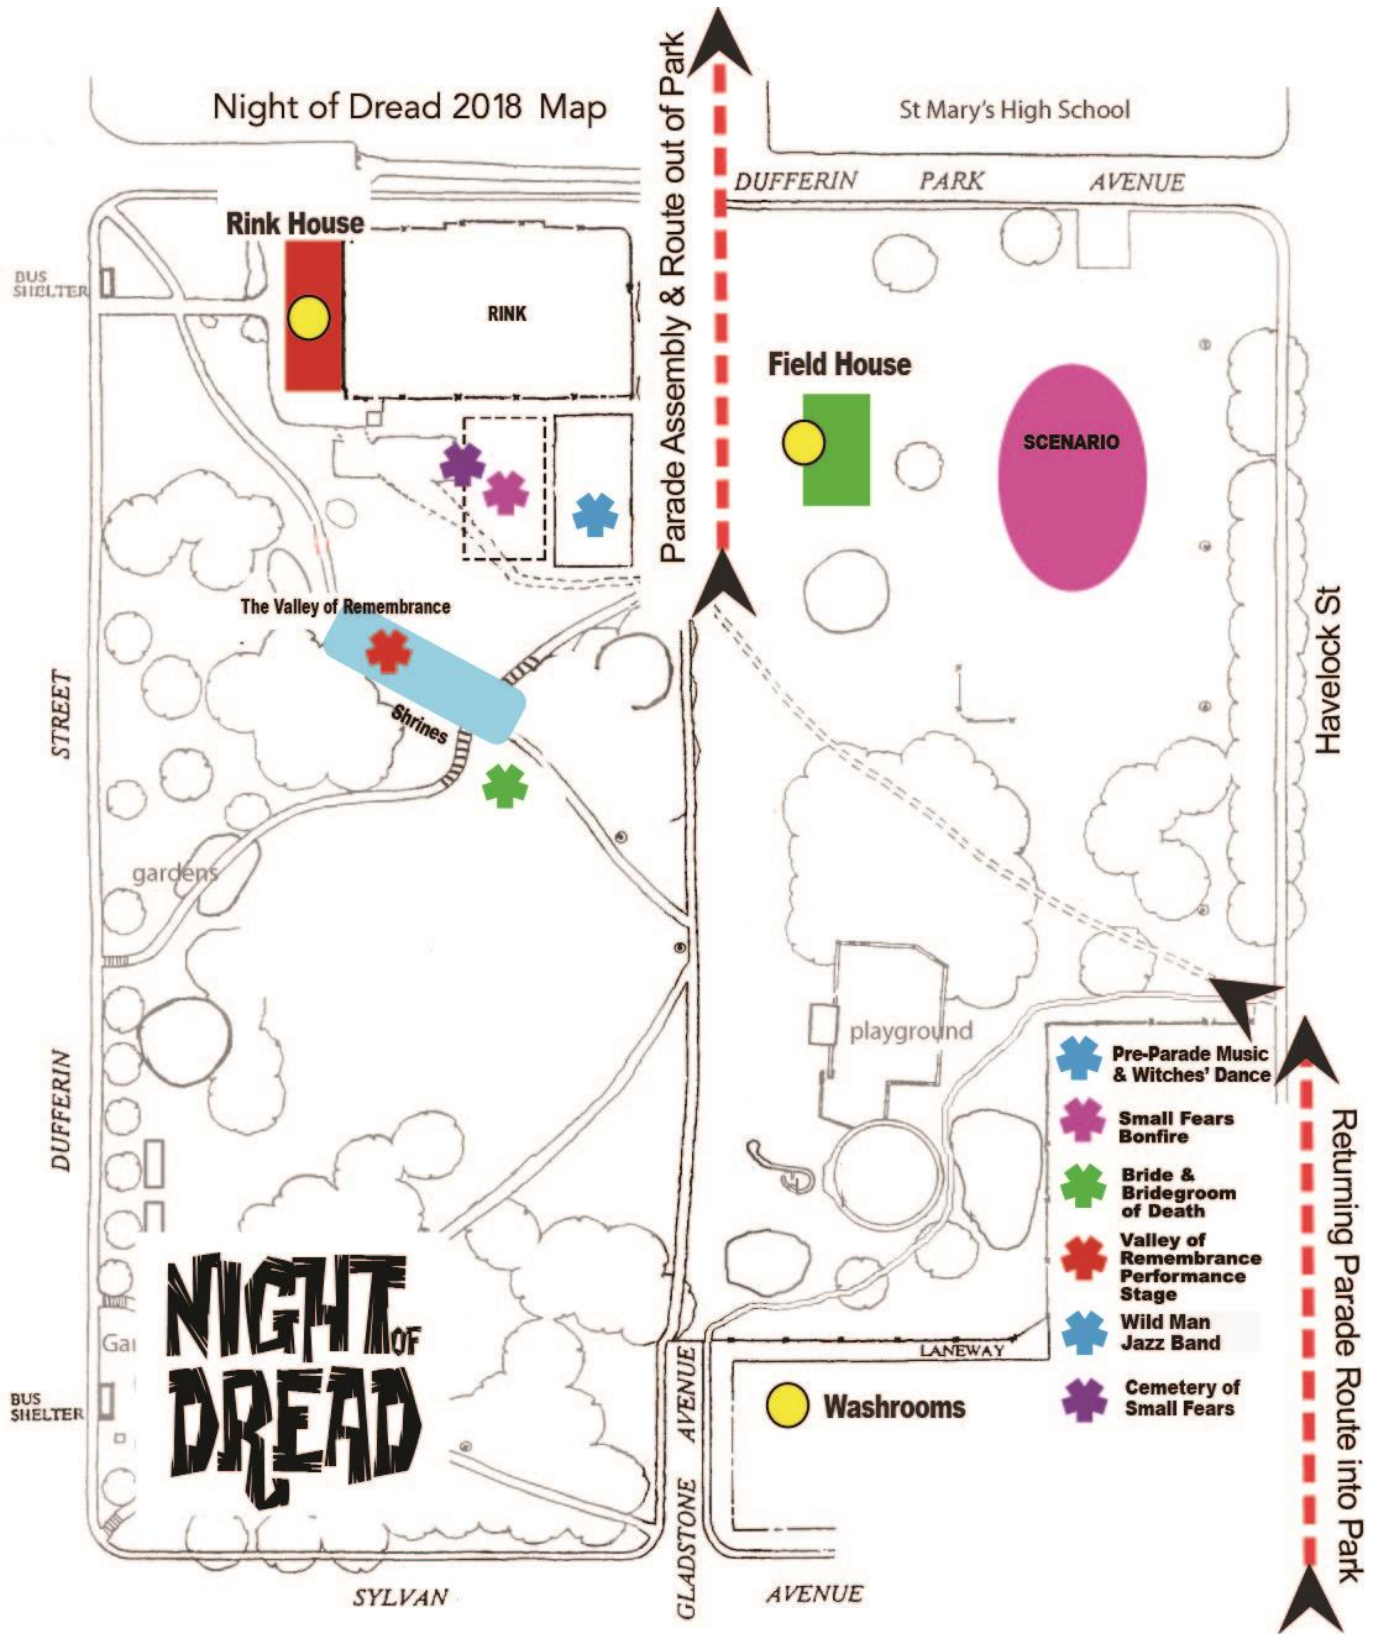 Night of Dread 2018 Map
Parade Assembly & Route out of Park
St Mary's High School
DUFFERIN PARK AVENUE
Rink House
BUS
SHELTER
RINK
Field House
SCENARIO
The Valley of Remembrance
Shrines
Havelock St
STREET
DUFFERIN
gardens
playground
Pre-Parade Music
& Witches' Dance
Small Fears
Bonfire
Bride &
Bridegroom
of Death
Valley of
Remembrance
Performance
Stage
Wild Man
Jazz Band
Cemetery of
Small Fears
Returning Parade Route into Park
NIGHT OF
DREAD
Gar
BUS
SHELTER
LANEWAY
Washrooms
GLADSTONE AVENUE
SYLVAN AVENUE